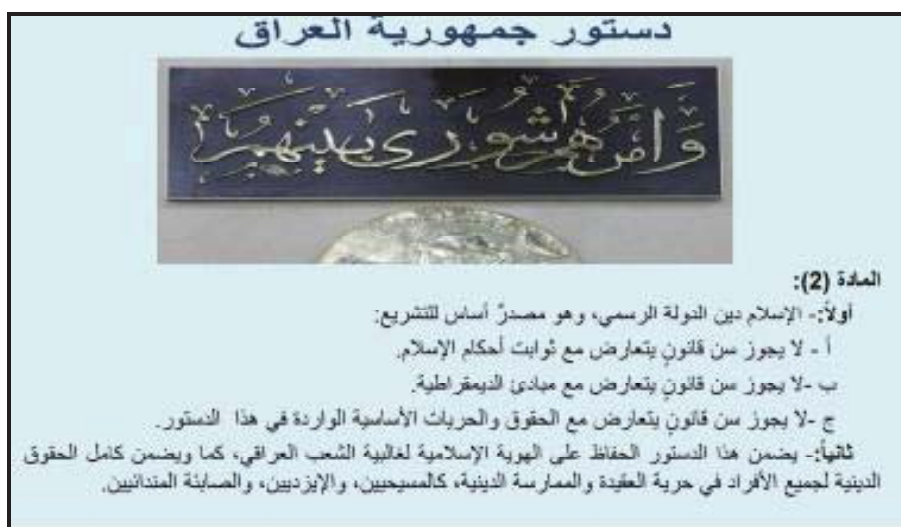 دستور جمهورية العراق
وَأَمْرُهُمْ شُورَى بَيْنَهُمْ
المادة (2):
أولاً:- الإسلام دين الدولة الرسمي، وهو مصدرٌ أساس للتشريع:
أ - لا يجوز سن قانونٍ يتعارض مع ثوابت أحكام الإسلام.
ب -لا يجوز سن قانونٍ يتعارض مع مبادئ الديمقراطية.
ج -لا يجوز سن قانونٍ يتعارض مع الحقوق والحريات الأساسية الواردة في هذا الدستور.
ثانياً:- يضمن هذا الدستور الحفاظ على الهوية الإسلامية لغالبية الشعب العراقي، كما ويضمن كامل الحقوق
الدينية لجميع الأفراد في حرية العقيدة والممارسة الدينية، كالمسيحيين، والإيزديين، والصابئة المندائيين.